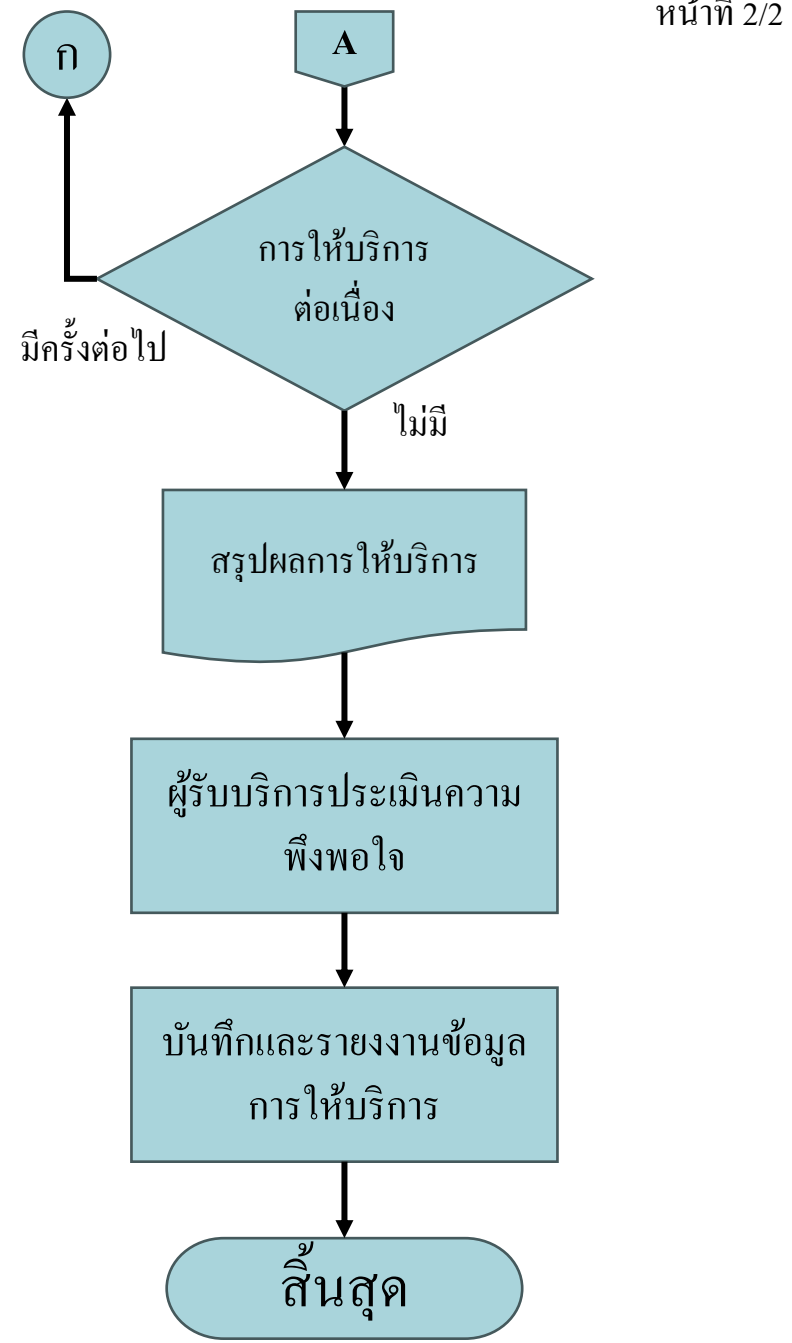 หน้าที่ 2/2
ก
A
การให้บริการ
ต่อเนื่อง
มีครั้งต่อไป
ไม่มี
สรุปผลการให้บริการ
ผู้รับบริการประเมินความ
พึงพอใจ
บันทึกและรายงงานข้อมูล
การให้บริการ
สิ้นสุด